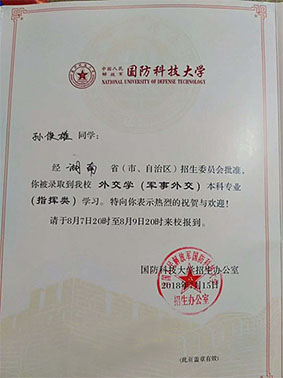 中国人民
解放军
国防科技大学
NATIONAL UNIVERSITY OF DEFENSE TECHNOLOGY
孙俊雄 同学：
经 湖南 省（市、自治区）招生委员会批准，
你被录取到我校 外交学（军事外交）本科专业
（指挥类）学习。特向你表示热烈的祝贺与欢迎！
请于8月7日20时至8月9日20时来校报到。
国防科技大学招生办公室
2018年 月15日
招生办公室
（此页盖章有效）